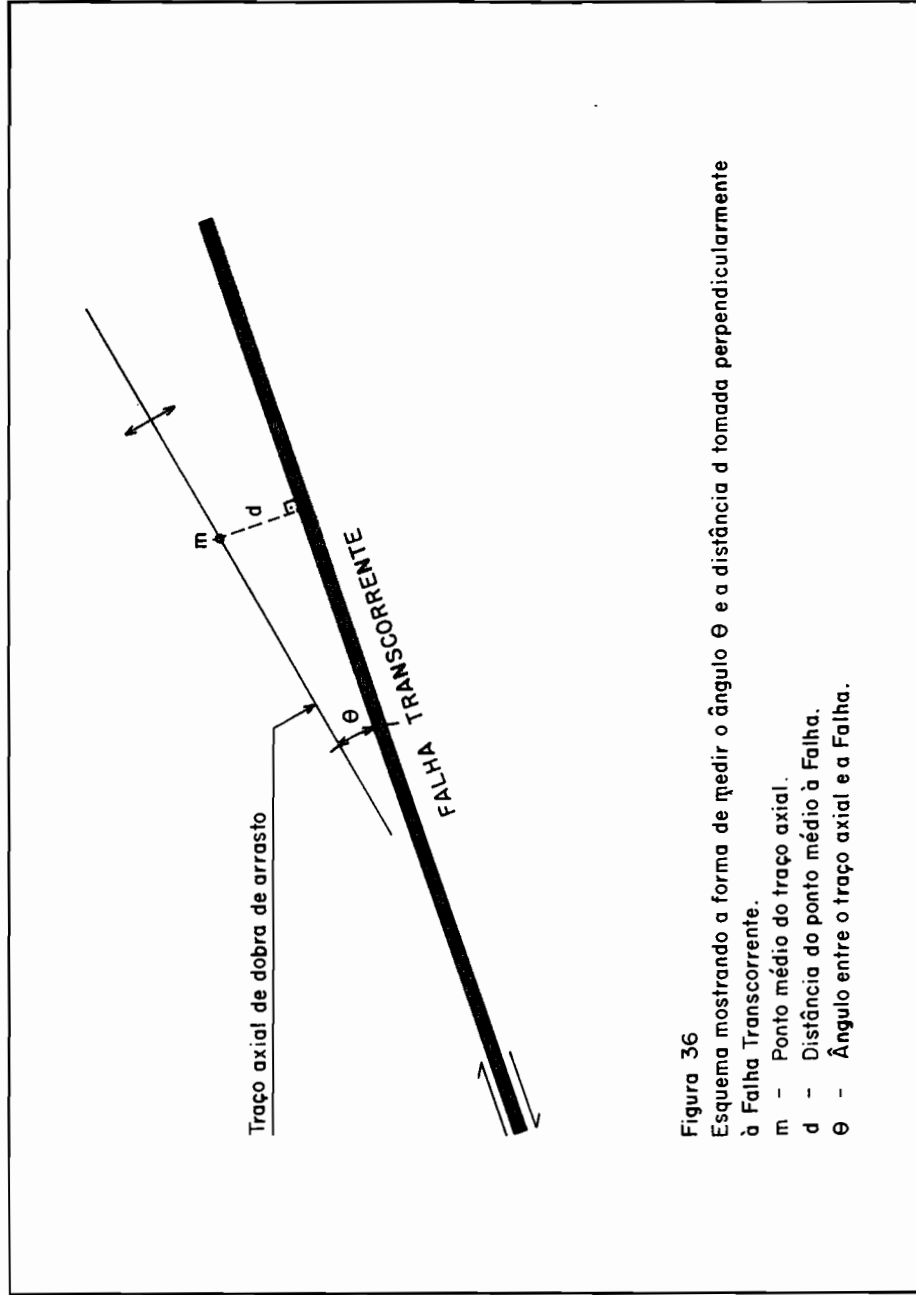 Traço axial de dobra de arrasto
m
d
θ
FALHA TRANSCORRENTE
Figura 36
Esquema mostrando a forma de medir o ângulo θ e a distância d tomada perpendicularmente
à Falha Transcorrente.
m - Ponto médio do traço axial.
d - Distância do ponto médio à Falha.
θ - Ângulo entre o traço axial e a Falha.